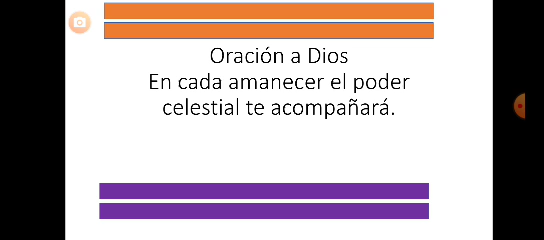 Oración a Dios
En cada amanecer el poder
celestial te acompañará.